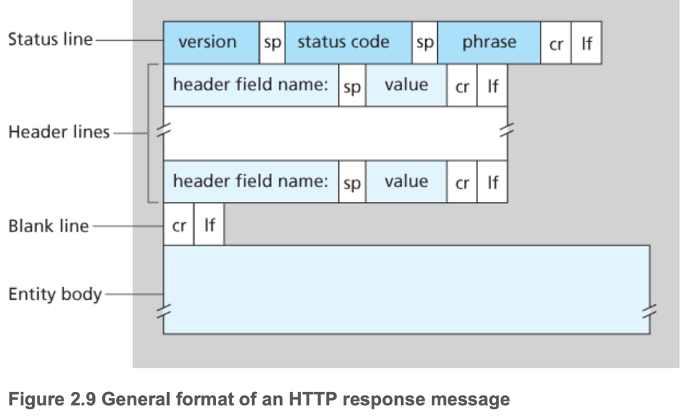 Status line version sp status code sp phrase cr lf
header field name: sp value cr lf
Header lines
header field name: sp value cr lf
Blank line cr lf
Entity body
Figure 2.9 General format of an HTTP response message